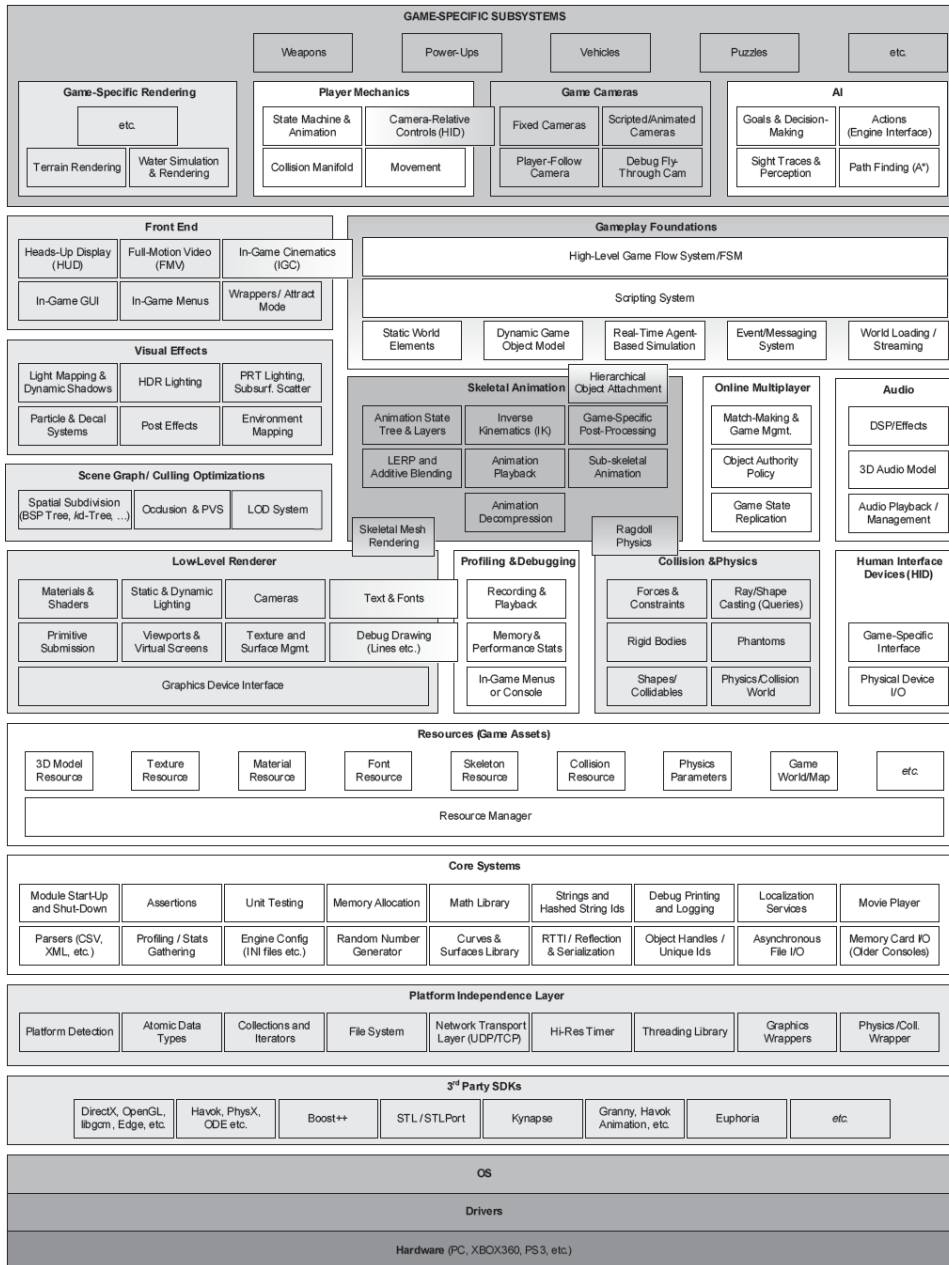 GAME-SPECIFIC SUBSYSTEMS
Weapons
Power-Ups
Vehicles
Puzzles
etc.
Game-Specific Rendering
etc.
Terrain Rendering
Water Simulation
& Rendering
Player Mechanics
State Machine &
Animation
Camera-Relative
Controls (HID)
Collision Manifold
Movement
Game Cameras
Fixed Cameras
Scripted/Animated
Cameras
Player-Follow
Camera
Debug Fly-
Through Cam
AI
Goals & Decision-
Making
Actions
(Engine Interface)
Sight Traces &
Perception
Path Finding (A*)
Front End
Heads-Up Display
(HUD)
Full-Motion Video
(FMV)
In-Game Cinematics
(IGC)
In-Game GUI
In-Game Menus
Wrappers / Attract
Mode
Gameplay Foundations
High-Level Game Flow System/FSM
Scripting System
Static World
Elements
Dynamic Game
Object Model
Real-Time Agent-
Based Simulation
Event/Messaging
System
World Loading /
Streaming
Visual Effects
Light Mapping &
Dynamic Shadows
HDR Lighting
PRT Lighting,
Subsurf. Scatter
Particle & Decal
Systems
Post Effects
Environment
Mapping
Skeletal Animation
Hierarchical
Object Attachment
Animation State
Tree & Layers
Inverse
Kinematics (IK)
Game-Specific
Post-Processing
LERP and
Additive Blending
Animation
Playback
Sub-skeletal
Animation
Animation
Decompression
Online Multiplayer
Match-Making &
Game Mgmt.
Object Authority
Policy
Game State
Replication
Audio
DSP/Effects
3D Audio Model
Audio Playback /
Management
Scene Graph / Culling Optimizations
Spatial Subdivision
(BSP Tree, kd-Tree, ...)
Occlusion & PVS
LOD System
Skeletal Mesh
Rendering
Ragdoll
Physics
Low-Level Renderer
Materials &
Shaders
Static & Dynamic
Lighting
Cameras
Text & Fonts
Primitive
Submission
Viewports &
Virtual Screens
Texture and
Surface Mgmt.
Debug Drawing
(Lines etc.)
Graphics Device Interface
Profiling & Debugging
Recording &
Playback
Memory &
Performance Stats
In-Game Menus
or Console
Collision & Physics
Forces &
Constraints
Ray/Shape
Casting (Queries)
Rigid Bodies
Phantoms
Shapes/
Collidables
Physics/Collision
World
Human Interface
Devices (HID)
Game-Specific
Interface
Physical Device
I/O
Resources (Game Assets)
3D Model
Resource
Texture
Resource
Material
Resource
Font
Resource
Skeleton
Resource
Collision
Resource
Physics
Parameters
Game
World/Map
etc.
Resource Manager
Core Systems
Module Start-Up
and Shut-Down
Assertions
Unit Testing
Memory Allocation
Math Library
Strings and
Hashed String Ids
Debug Printing
and Logging
Localization
Services
Movie Player
Parsers (CSV,
XML, etc.)
Profiling / Stats
Gathering
Engine Config
(INI files etc.)
Random Number
Generator
Curves &
Surfaces Library
RTTI / Reflection
& Serialization
Object Handles /
Unique Ids
Asynchronous
File I/O
Memory Card I/O
(Older Consoles)
Platform Independence Layer
Platform Detection
Atomic Data
Types
Collections and
Iterators
File System
Network Transport
Layer (UDP/TCP)
Hi-Res Timer
Threading Library
Graphics
Wrappers
Physics /Coll.
Wrapper
3rd Party SDKs
DirectX, OpenGL,
libgcm, Edge, etc.
Havok, PhysX,
ODE etc.
Boost++
STL / STLPort
Kynapse
Granny, Havok
Animation, etc.
Euphoria
etc.
OS
Drivers
Hardware (PC, XBOX360, PS3, etc.)